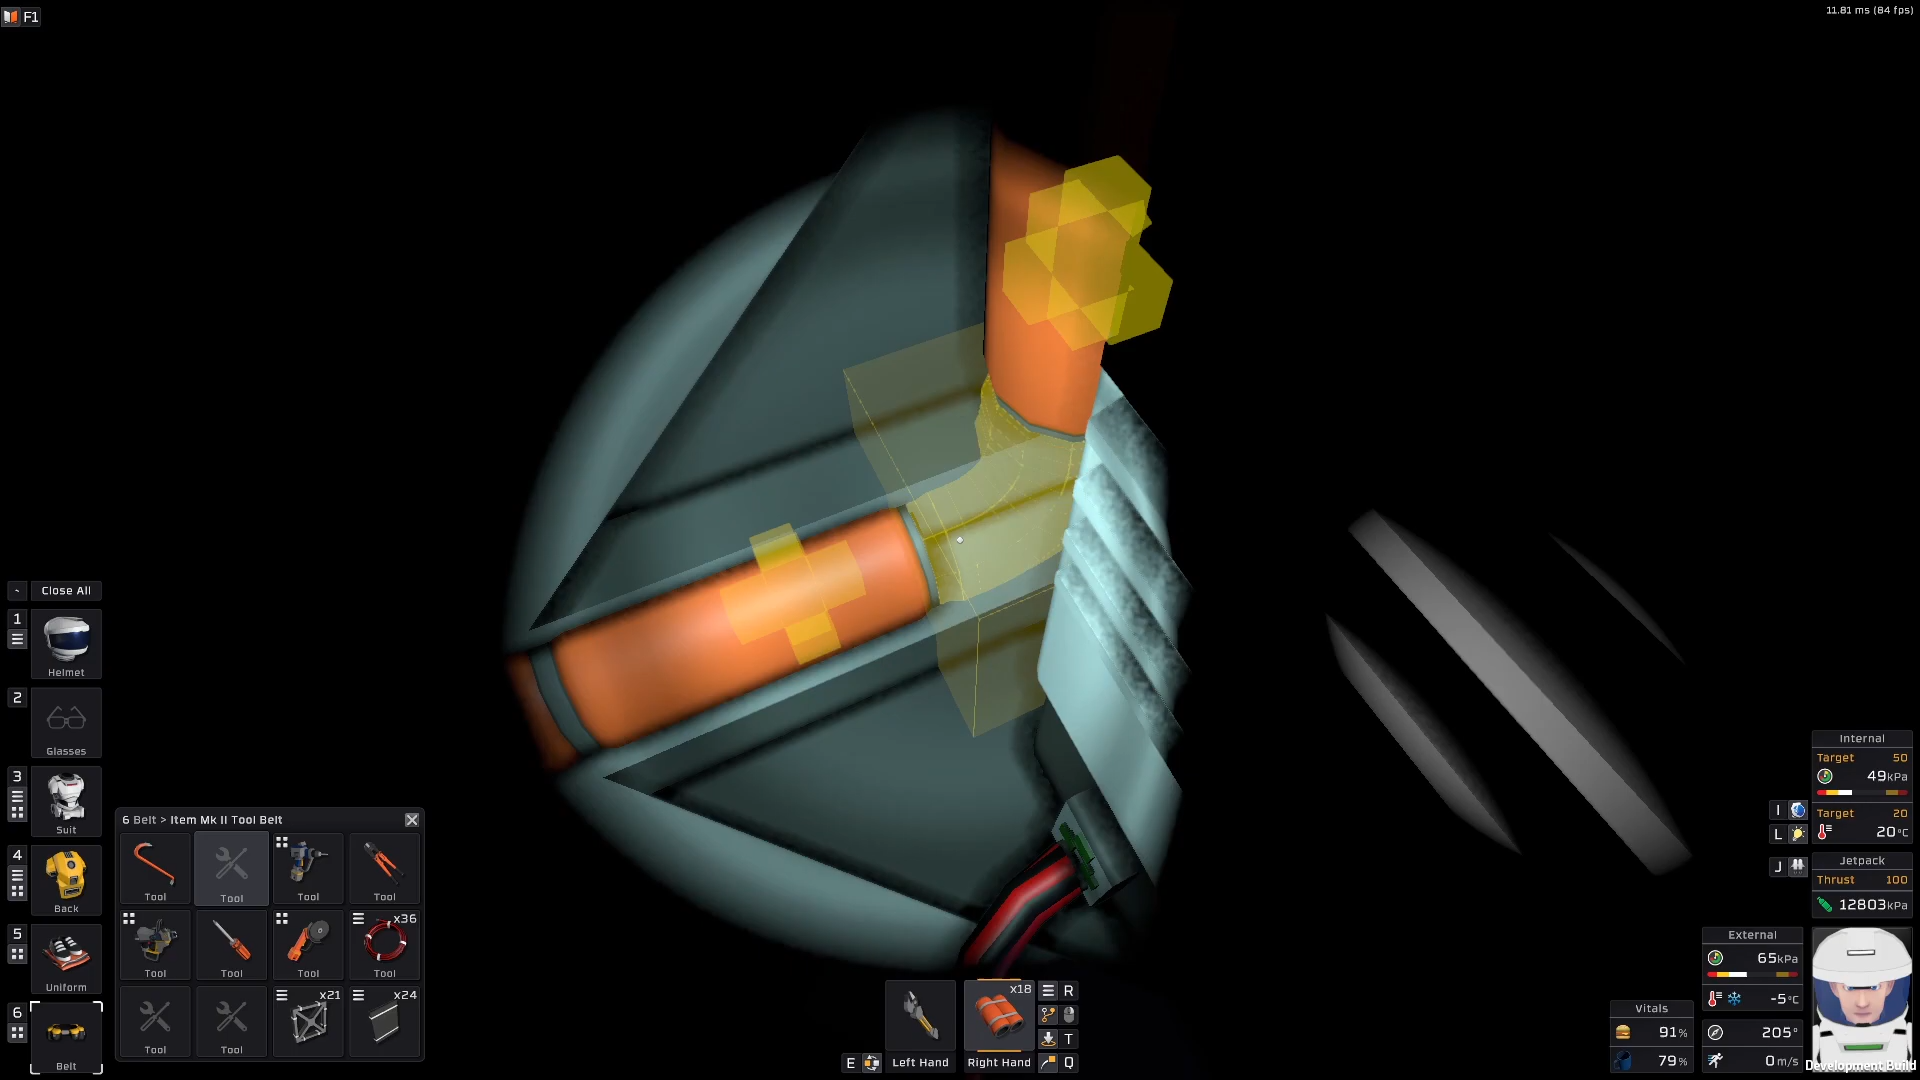 F1
11.81 ms (84 fps)
~ Close All
1
Helmet
2
Glasses
3
Suit
4
Back
5
Uniform
6
Belt
6 Belt > Item Mk II Tool Belt
Tool
Tool
Tool
Tool
x36
Tool
Tool
Tool
Tool
x21
x24
Tool
Tool
Tool
Tool
E
Left Hand
x18
Right Hand
R
T
Q
Internal
Target 50
49kPa
Target 20
20°C
I
L
J
Jetpack
Thrust 100
12803kPa
External
65kPa
-5°C
Vitals
91%
79%
205°
0m/s
Development Build